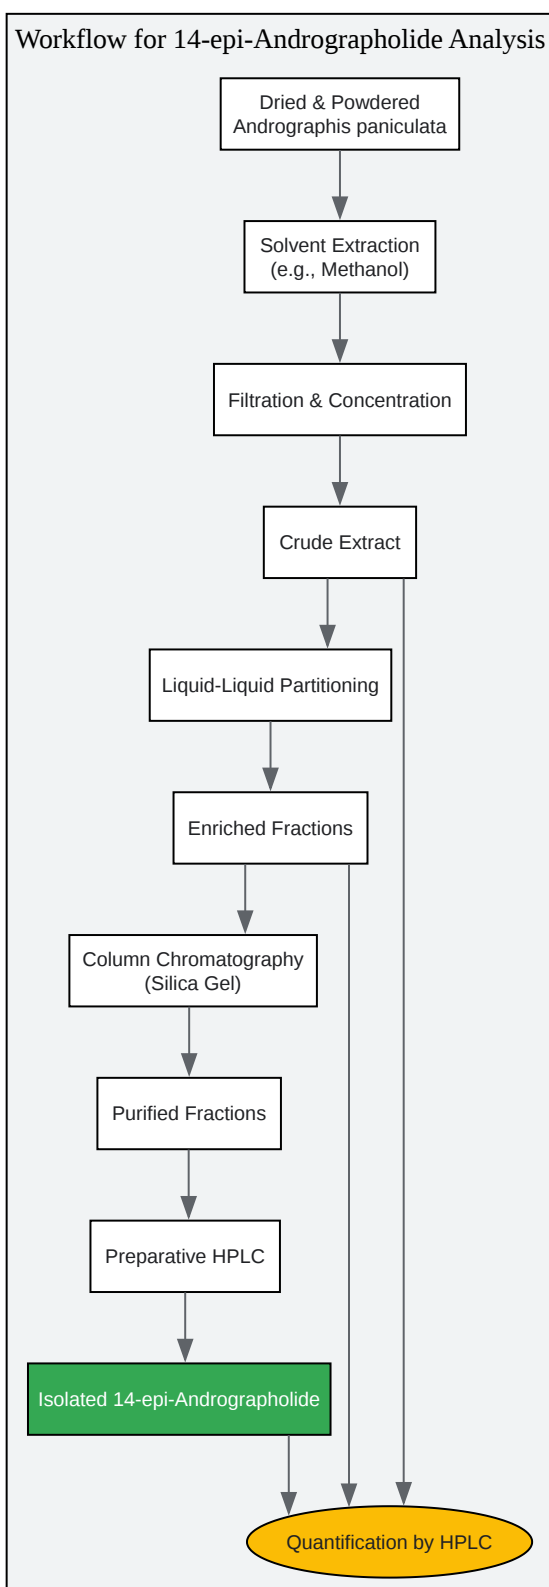 Workflow for 14-epi-Andrographolide Analysis
Dried & Powdered
Andrographis paniculata
Solvent Extraction
(e.g., Methanol)
Filtration & Concentration
Crude Extract
Liquid-Liquid Partitioning
Enriched Fractions
Column Chromatography
(Silica Gel)
Purified Fractions
Preparative HPLC
Isolated 14-epi-Andrographolide
Quantification by HPLC